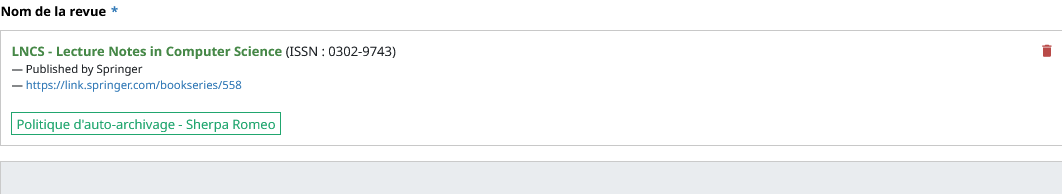 Nom de la revue *
LNCS - Lecture Notes in Computer Science (ISSN : 0302-9743)
— Published by Springer
— https://link.springer.com/bookseries/558
Politique d'auto-archivage - Sherpa Romeo